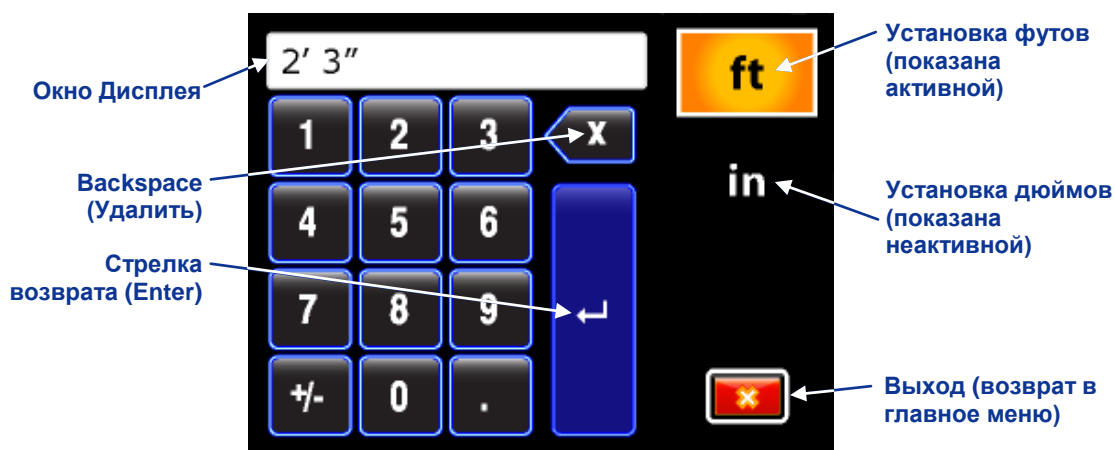 Окно Дисплея
Backspace
(Удалить)
Стрелка
возврата (Enter)
2′ 3″
1 2 3 X
4 5 6
7 8 9
+/- 0 .
ft
in
Установка футов
(показана
активной)
Установка дюймов
(показана
неактивной)
Выход (возврат в
главное меню)